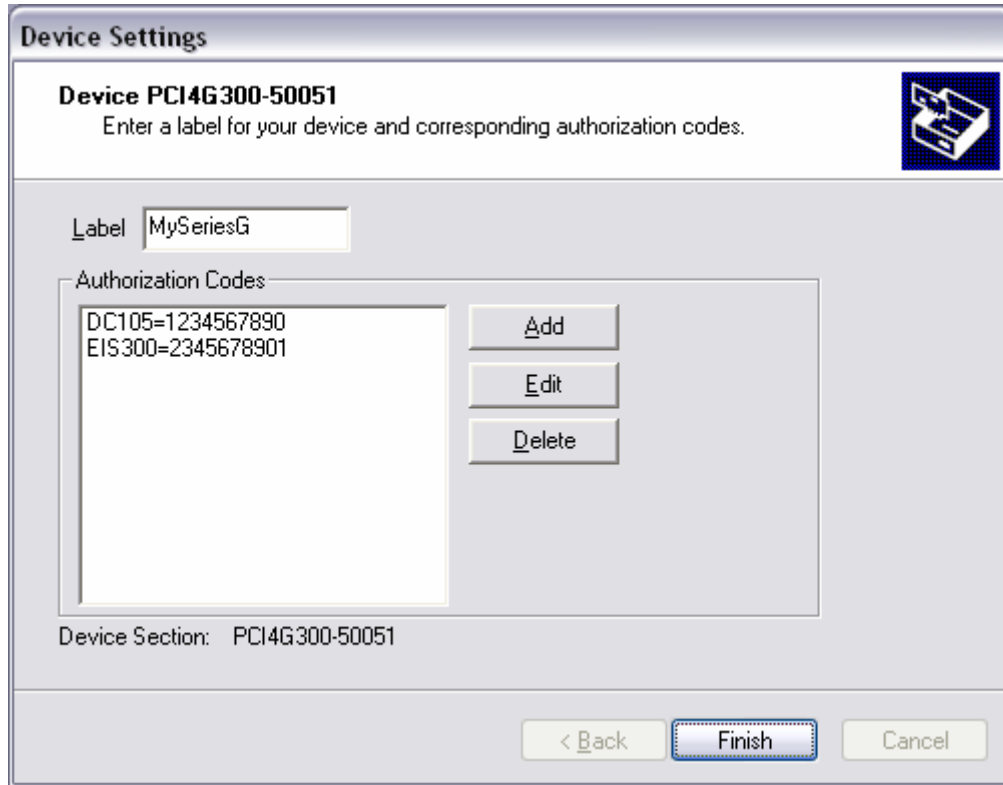 Device Settings
Device PCI4G300-50051
Enter a label for your device and corresponding authorization codes.
Label MySeriesG
Authorization Codes
DC105=1234567890
EIS300=2345678901
Add
Edit
Delete
Device Section: PCI4G300-50051
< Back Finish Cancel